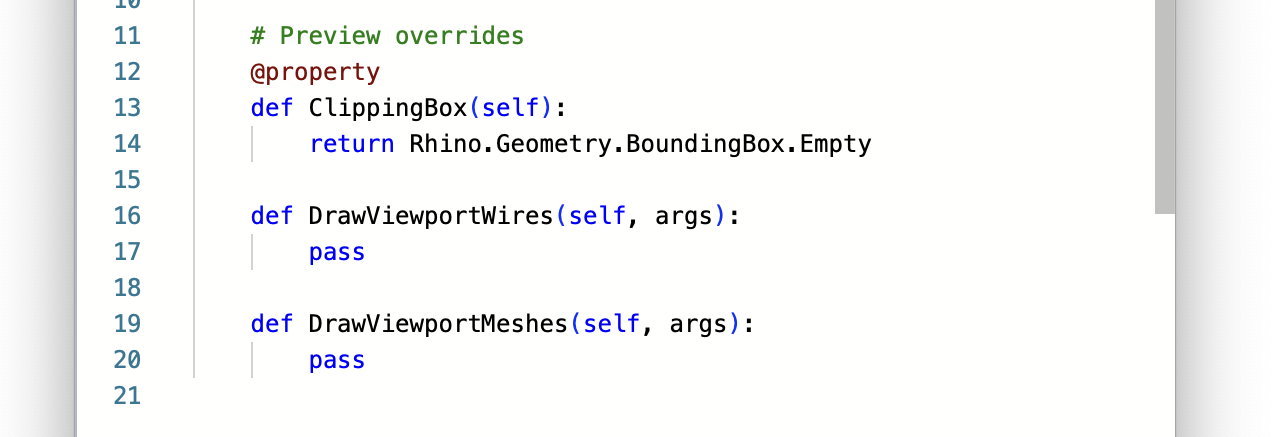 10
11 # Preview overrides
12 @property
13 def ClippingBox(self):
14 return Rhino.Geometry.BoundingBox.Empty
15
16 def DrawViewportWires(self, args):
17 pass
18
19 def DrawViewportMeshes(self, args):
20 pass
21